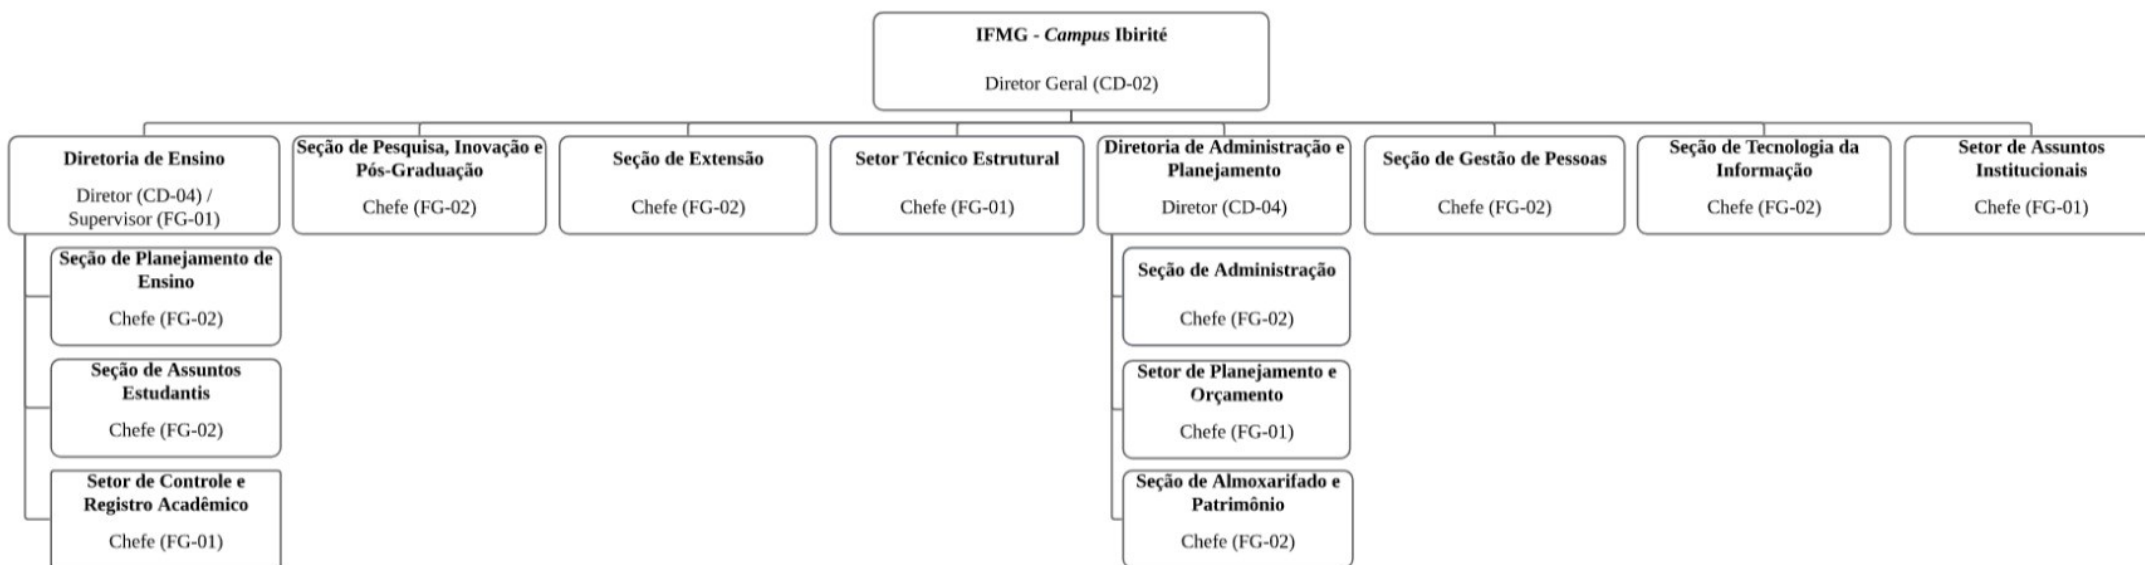 IFMG - Campus Ibirité
Diretor Geral (CD-02)
Diretoria de Ensino
Diretor (CD-04) /
Supervisor (FG-01)
Seção de Pesquisa, Inovação e
Pós-Graduação
Chefe (FG-02)
Seção de Extensão
Chefe (FG-02)
Setor Técnico Estrutural
Chefe (FG-01)
Diretoria de Administração e
Planejamento
Diretor (CD-04)
Seção de Gestão de Pessoas
Chefe (FG-02)
Seção de Tecnologia da
Informação
Chefe (FG-02)
Setor de Assuntos
Institucionais
Chefe (FG-01)
Seção de Planejamento de
Ensino
Chefe (FG-02)
Seção de Assuntos
Estudantis
Chefe (FG-02)
Setor de Controle e
Registro Acadêmico
Chefe (FG-01)
Seção de Administração
Chefe (FG-02)
Setor de Planejamento e
Orçamento
Chefe (FG-01)
Seção de Almoxarifado e
Patrimônio
Chefe (FG-02)